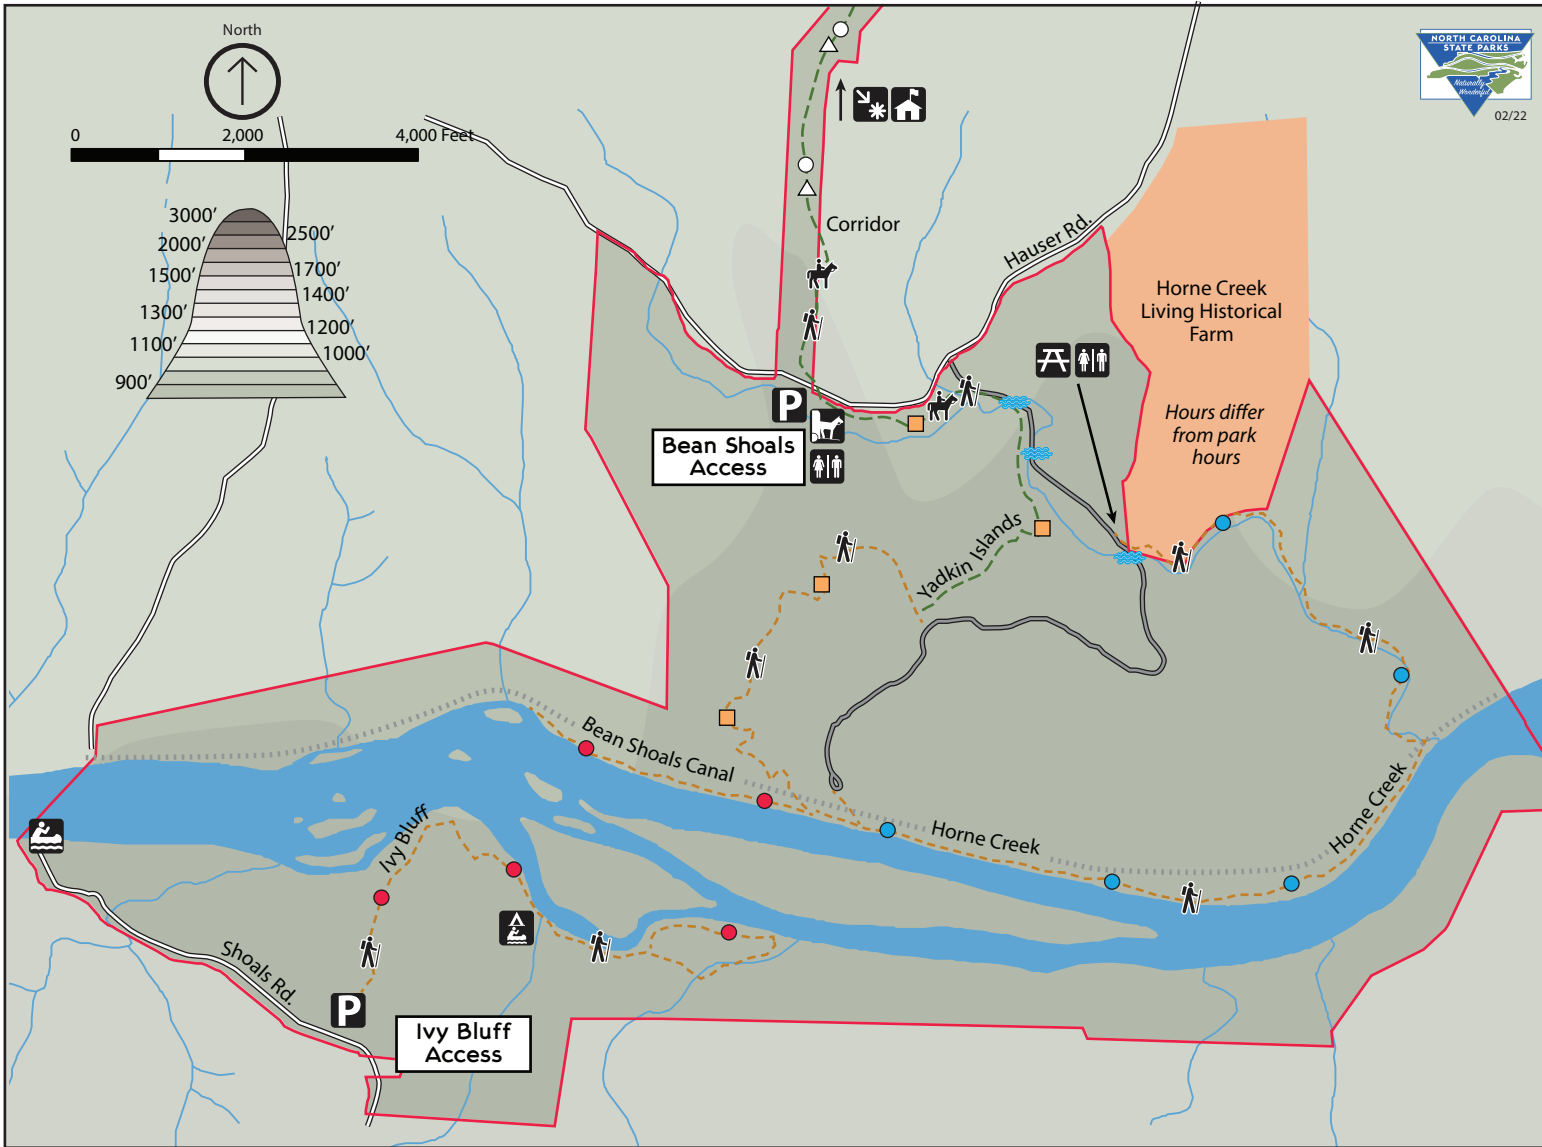 North
0 2,000 4,000 Feet
3000’
2500’
2000’
1700’
1500’
1400’
1300’
1200’
1100’
1000’
900’
NORTH CAROLINA
STATE PARKS
Naturally
Wonderful
02/22
Corridor
Hauser Rd.
Horne Creek
Living Historical
Farm
Hours differ
from park
hours
P
Bean Shoals
Access
Yadkin Islands
Bean Shoals Canal
Ivy Bluff
Horne Creek
Horne Creek
Shoals Rd.
P
Ivy Bluff
Access